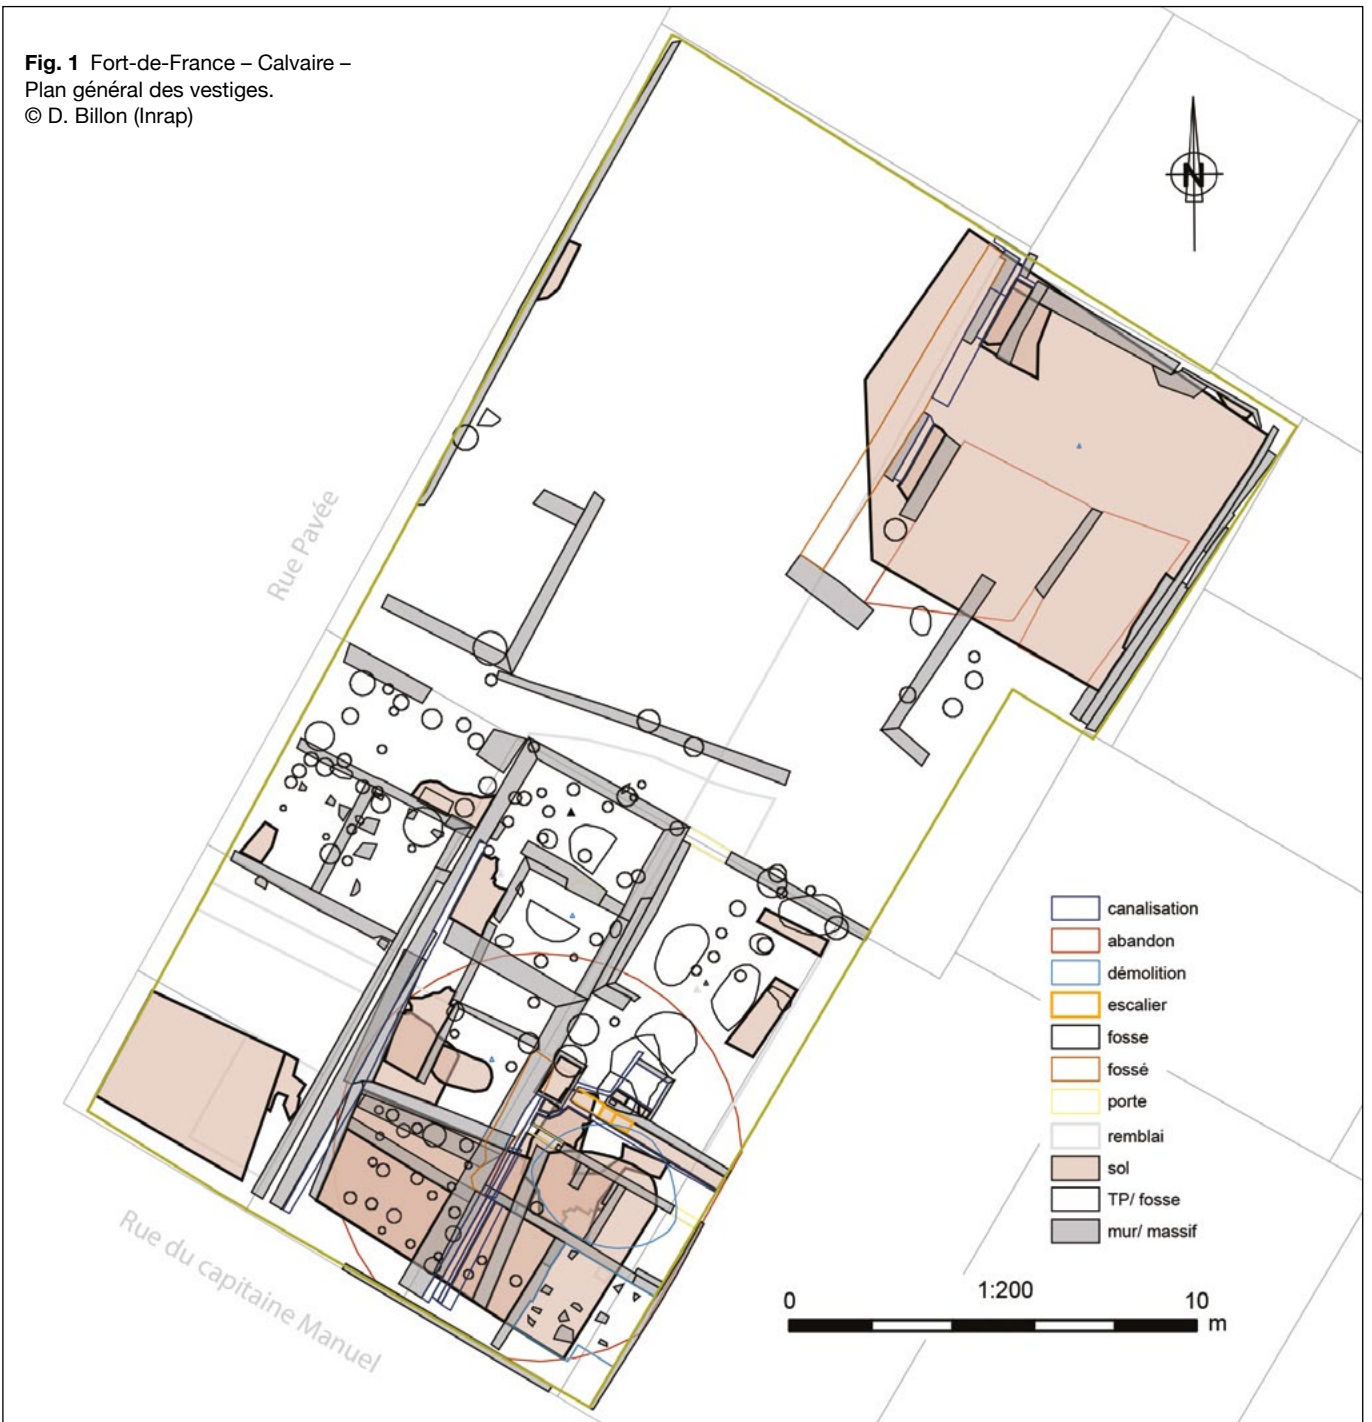 Fig. 1 Fort-de-France – Calvaire –
Plan général des vestiges.
© D. Billon (Inrap)
N
Rue Pavée
Rue du capitaine Manuel
canalisation
abandon
démolition
escalier
fosse
fossé
porte
remblai
sol
TP/ fosse
mur/ massif
0 1:200 10
m